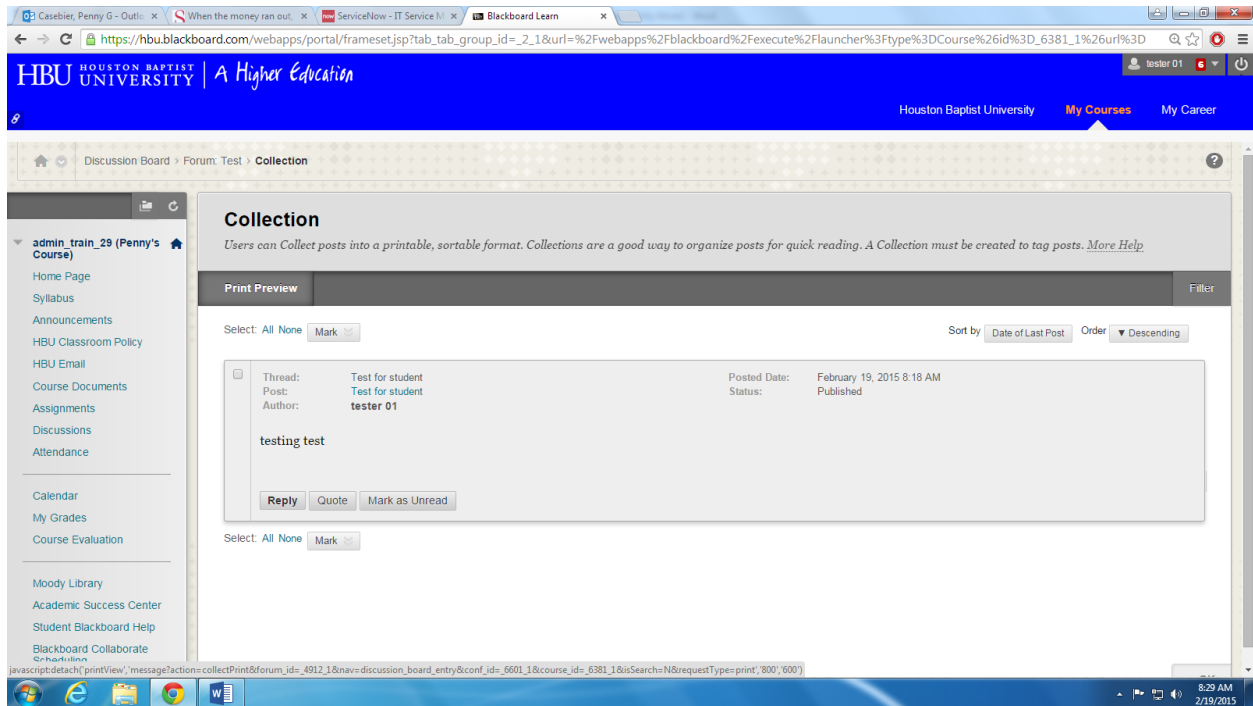 Casebier, Penny G - Outlo
When the money ran out,
ServiceNow - IT Service M
Blackboard Learn
https://hbu.blackboard.com/webapps/portal/frameset.jsp?tab_tab_group_id=_2_1&url=%2Fwebapps%2Fblackboard%2Fexecute%2Flauncher%3Ftype%3DCourse%26id%3D_6381_1%26url%3D
HBU HOUSTON BAPTIST UNIVERSITY | A Higher Education
tester 01 6
Houston Baptist University My Courses My Career
Discussion Board > Forum: Test > Collection
admin_train_29 (Penny's Course)
Home Page
Syllabus
Announcements
HBU Classroom Policy
HBU Email
Course Documents
Assignments
Discussions
Attendance
Calendar
My Grades
Course Evaluation
Moody Library
Academic Success Center
Student Blackboard Help
Blackboard Collaborate
Scheduling
Collection
Users can Collect posts into a printable, sortable format. Collections are a good way to organize posts for quick reading. A Collection must be created to tag posts. More Help
Print Preview Filter
Select: All None Mark
Sort by Date of Last Post Order ▼ Descending
Thread: Test for student
Post: Test for student
Author: tester 01
Posted Date: February 19, 2015 8:18 AM
Status: Published
testing test
Reply Quote Mark as Unread
Select: All None Mark
javascript:detach('printView','message?action=collectPrint&forum_id=_4912_1&nav=discussion_board_entry&conf_id=_6601_1&course_id=_6381_1&isSearch=N&requestType=print','800','600')
8:29 AM
2/19/2015